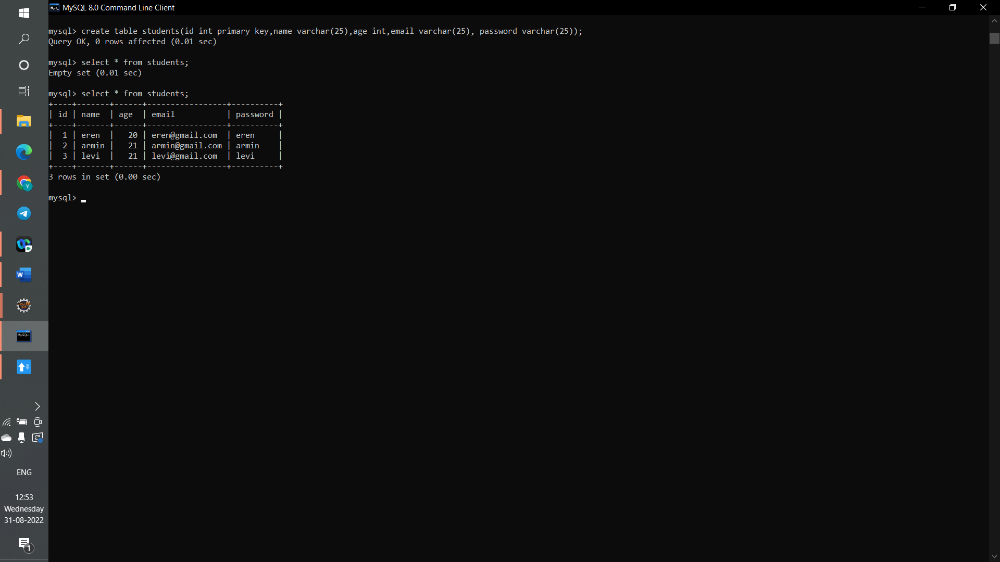 MySQL 8.0 Command Line Client
mysql> create table students(id int primary key,name varchar(25),age int,email varchar(25), password varchar(25));
Query OK, 0 rows affected (0.01 sec)
mysql> select * from students;
Empty set (0.01 sec)
mysql> select * from students;
+----+-------+------+-----------------+----------+
| id | name  | age  | email           | password |
+----+-------+------+-----------------+----------+
|  1 | eren  |   20 | eren@gmail.com  | eren     |
|  2 | armin |   21 | armin@gmail.com | armin    |
|  3 | levi  |   21 | levi@gmail.com  | levi     |
+----+-------+------+-----------------+----------+
3 rows in set (0.00 sec)
mysql>
Y
W
MySQL
ENG
12:53
Wednesday
31-08-2022
1